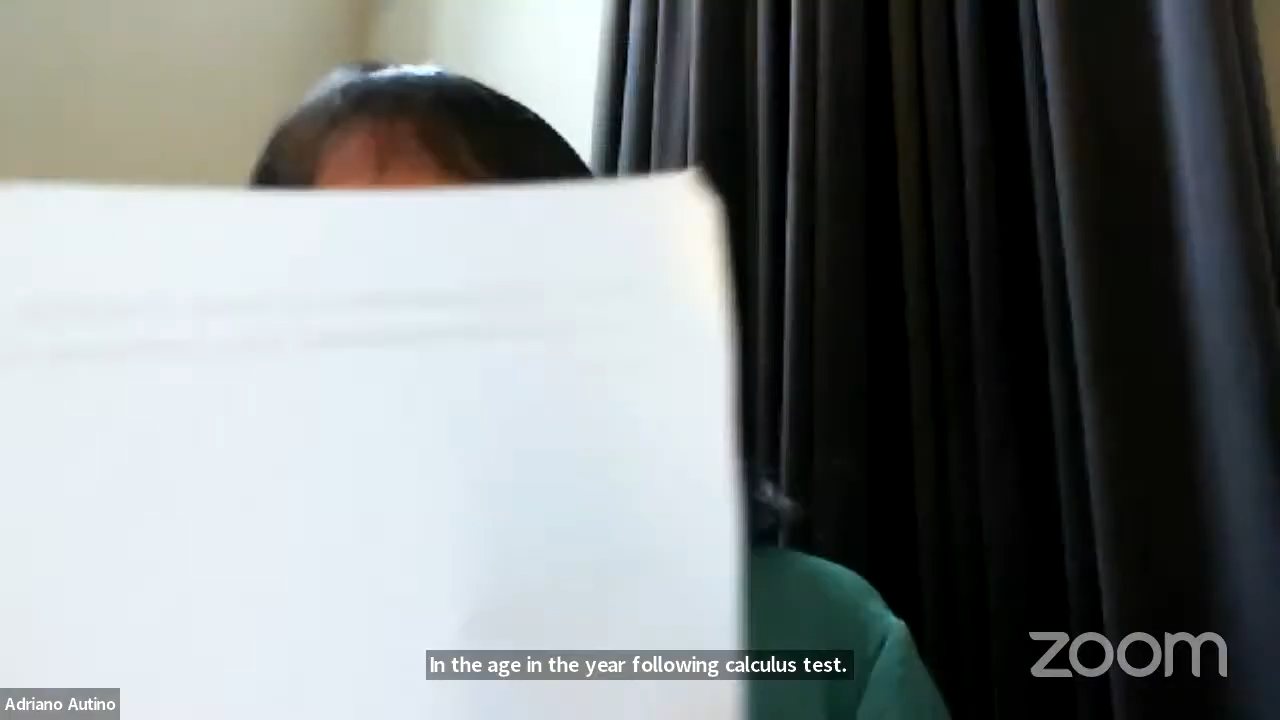 In the age in the year following calculus test.
zoom
Adriano Autino